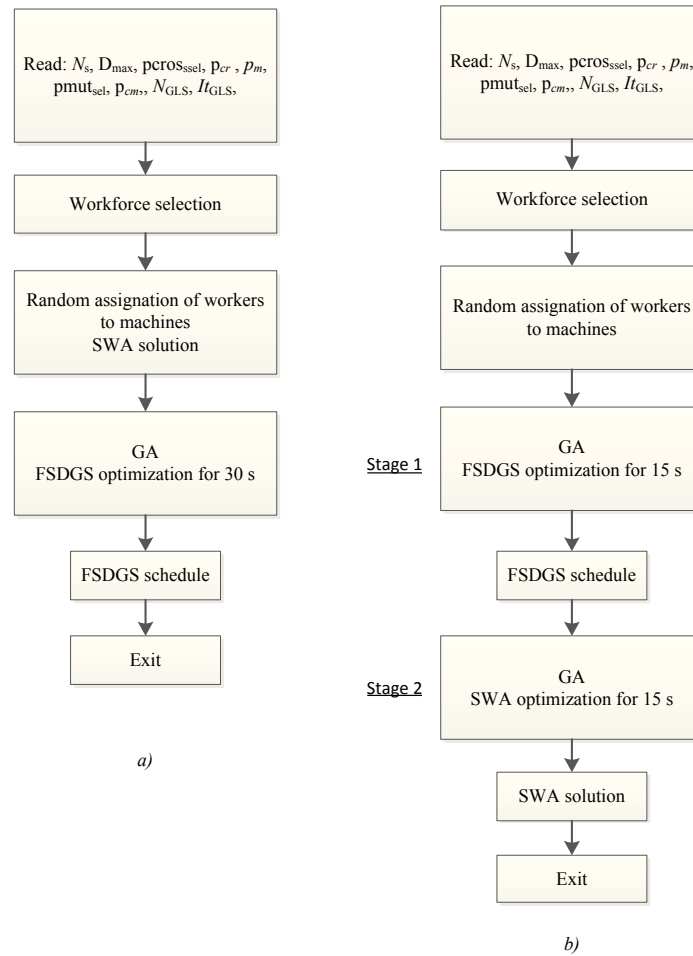 Read: Nₛ, Dmax, pcrosssel, pcr , pm,
pmutsel, pcm,, NGLS, ItGLS,
Workforce selection
Random assignation of workers
to machines
SWA solution
GA
FSDGS optimization for 30 s
FSDGS schedule
Exit
a)
Read: Nₛ, Dmax, pcrosssel, pcr , pm,
pmutsel, pcm,, NGLS, ItGLS,
Workforce selection
Random assignation of workers
to machines
Stage 1
GA
FSDGS optimization for 15 s
FSDGS schedule
Stage 2
GA
SWA optimization for 15 s
SWA solution
Exit
b)